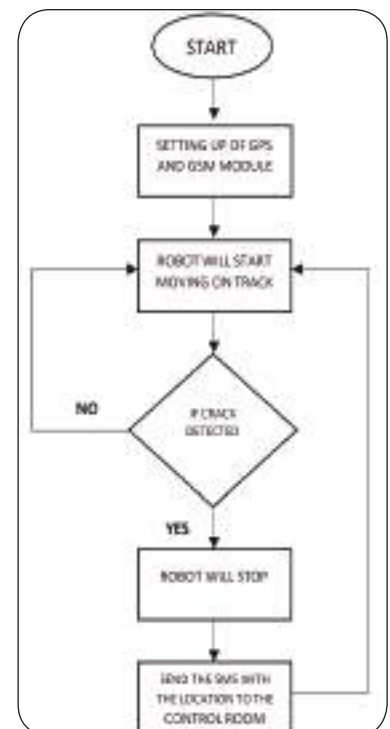 START
SETTING UP OF GPS
AND GSM MODULE
ROBOT WILL START
MOVING ON TRACK
IF CRACK
DETECTED
NO
YES
ROBOT WILL STOP
SEND THE SMS WITH
THE LOCATION TO THE
CONTROL ROOM